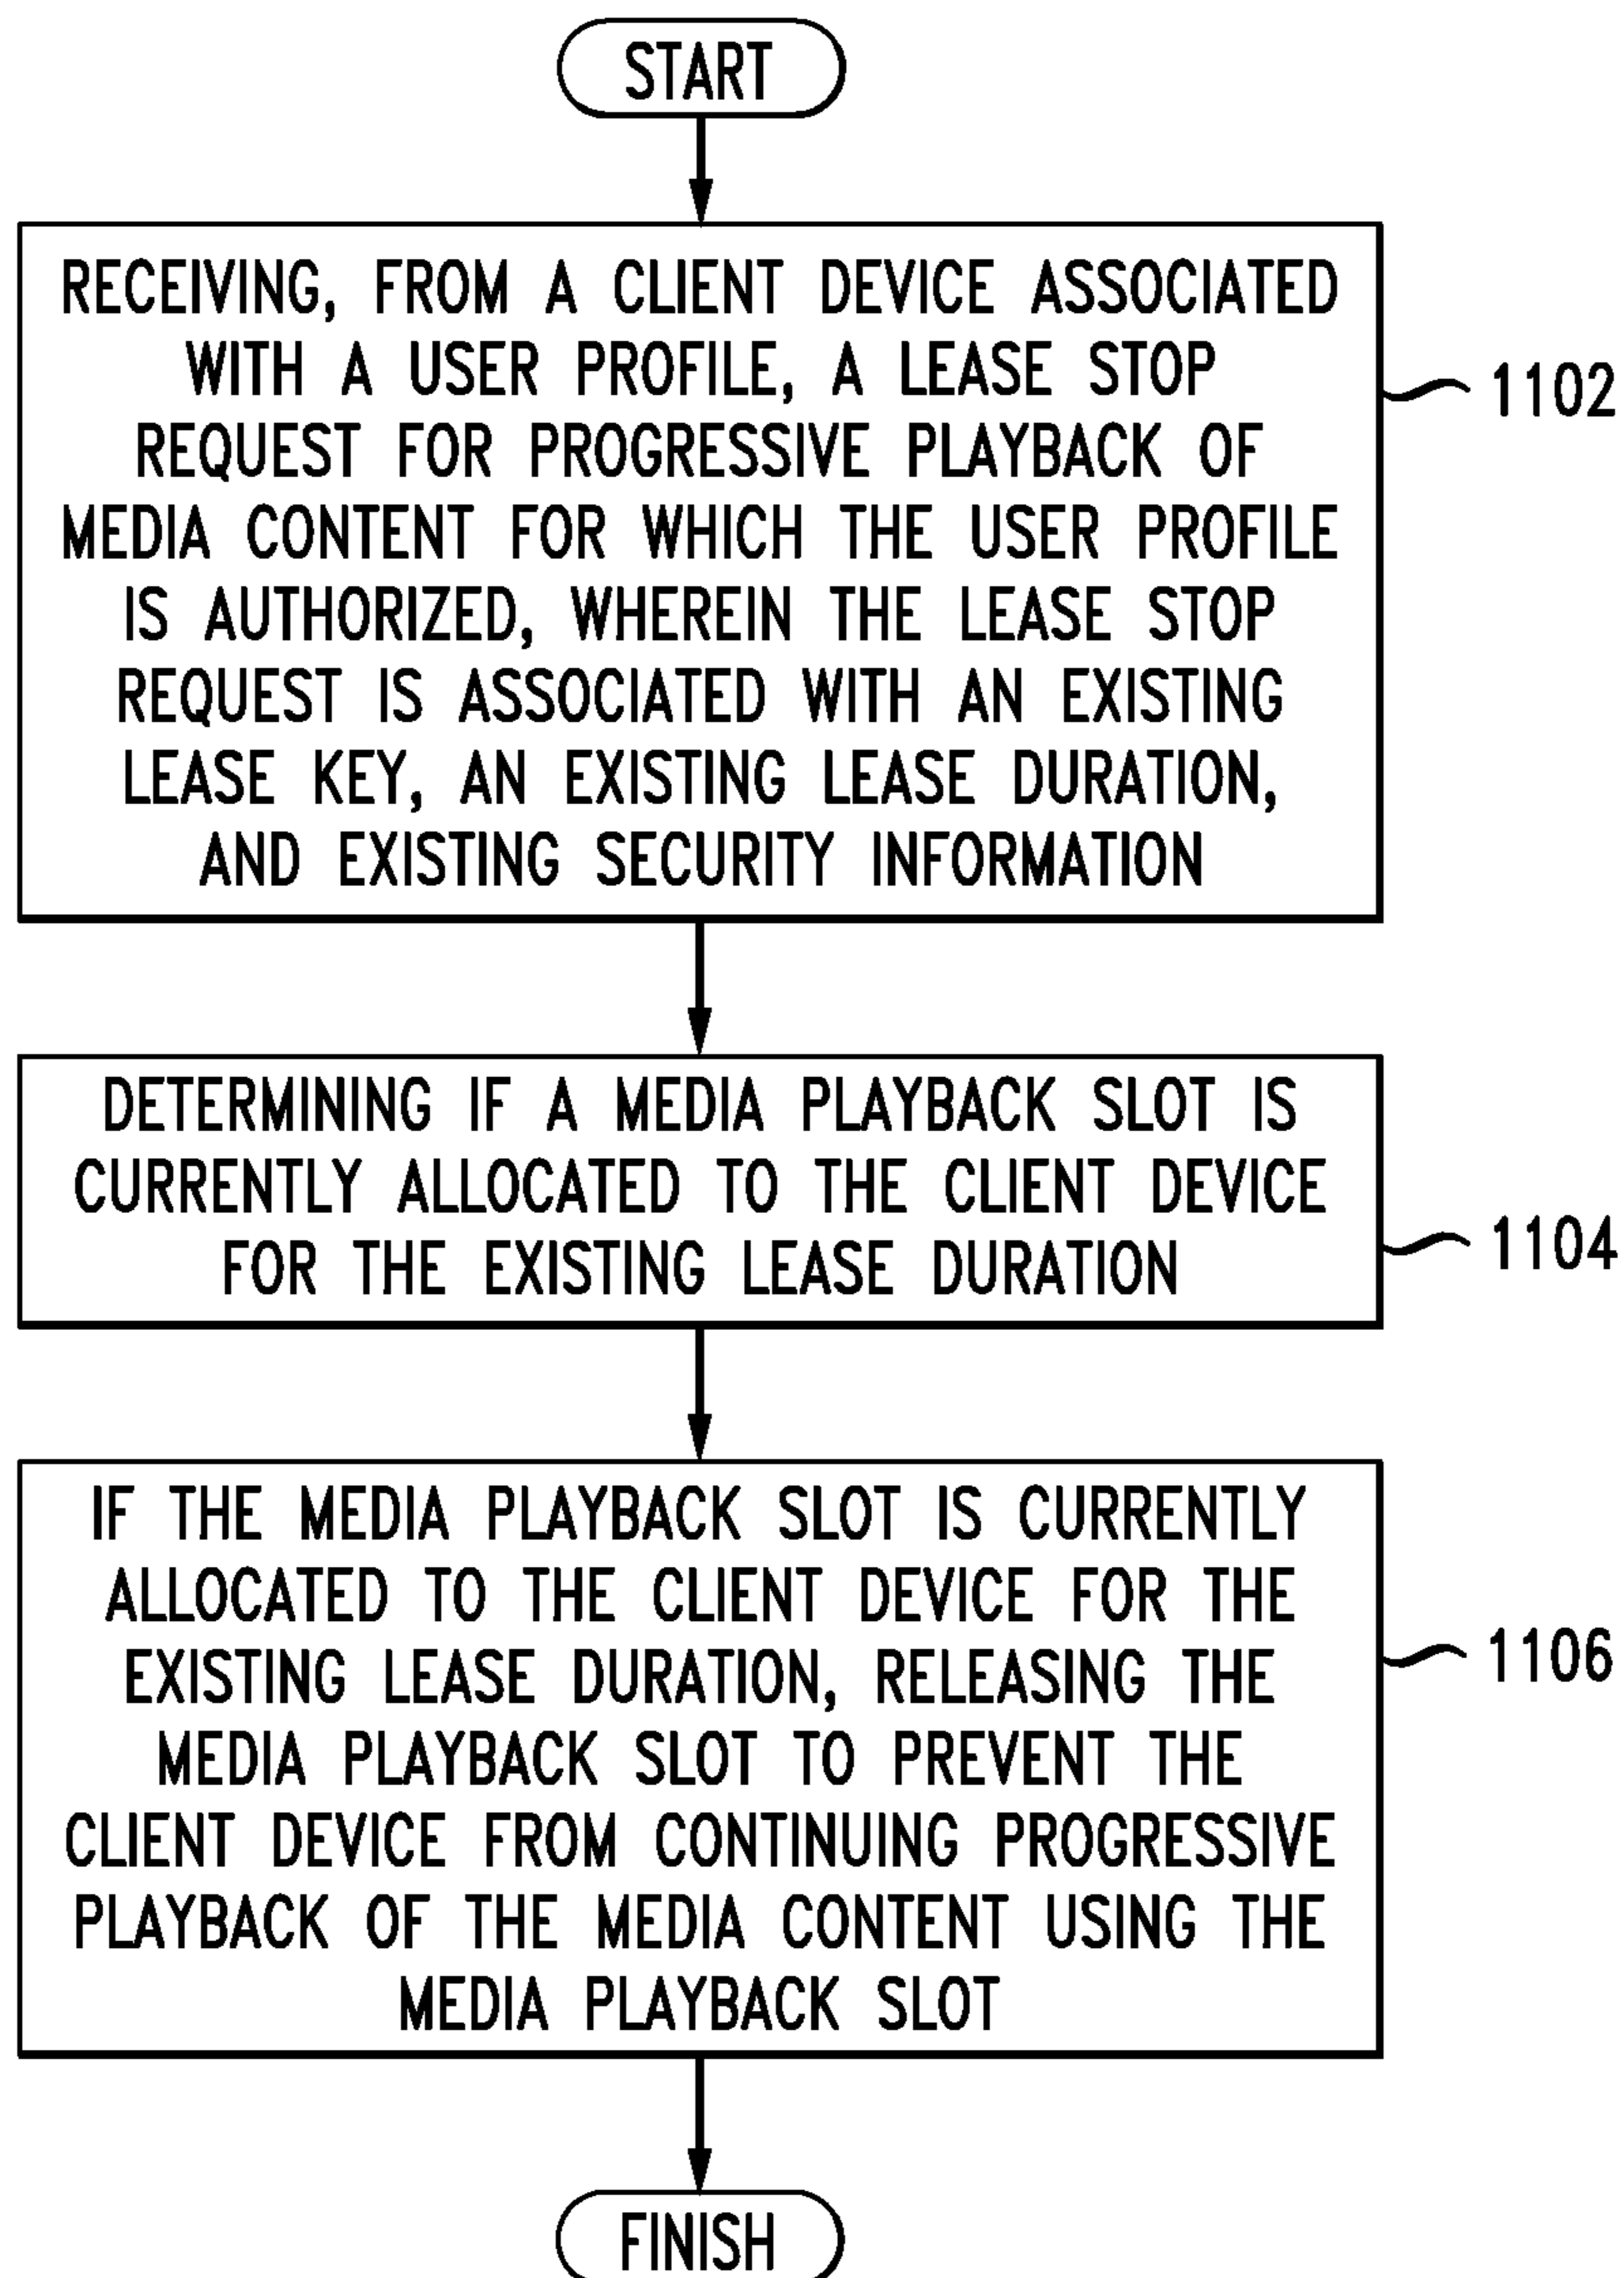 START
RECEIVING, FROM A CLIENT DEVICE ASSOCIATED
WITH A USER PROFILE, A LEASE STOP
REQUEST FOR PROGRESSIVE PLAYBACK OF
MEDIA CONTENT FOR WHICH THE USER PROFILE
IS AUTHORIZED, WHEREIN THE LEASE STOP
REQUEST IS ASSOCIATED WITH AN EXISTING
LEASE KEY, AN EXISTING LEASE DURATION,
AND EXISTING SECURITY INFORMATION
1102
DETERMINING IF A MEDIA PLAYBACK SLOT IS
CURRENTLY ALLOCATED TO THE CLIENT DEVICE
FOR THE EXISTING LEASE DURATION
1104
IF THE MEDIA PLAYBACK SLOT IS CURRENTLY
ALLOCATED TO THE CLIENT DEVICE FOR THE
EXISTING LEASE DURATION, RELEASING THE
MEDIA PLAYBACK SLOT TO PREVENT THE
CLIENT DEVICE FROM CONTINUING PROGRESSIVE
PLAYBACK OF THE MEDIA CONTENT USING THE
MEDIA PLAYBACK SLOT
1106
FINISH